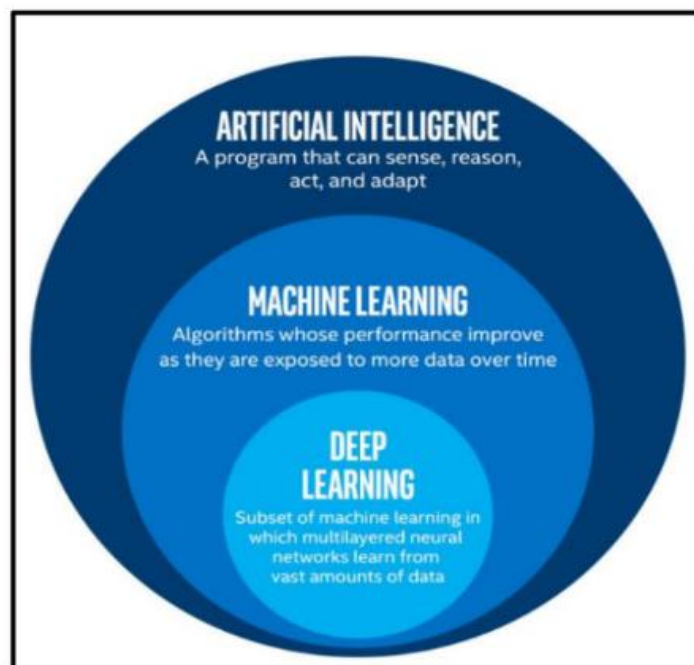 ARTIFICIAL INTELLIGENCE
A program that can sense, reason,
act, and adapt
MACHINE LEARNING
Algorithms whose performance improve
as they are exposed to more data over time
DEEP
LEARNING
Subset of machine learning in
which multilayered neural
networks learn from
vast amounts of data